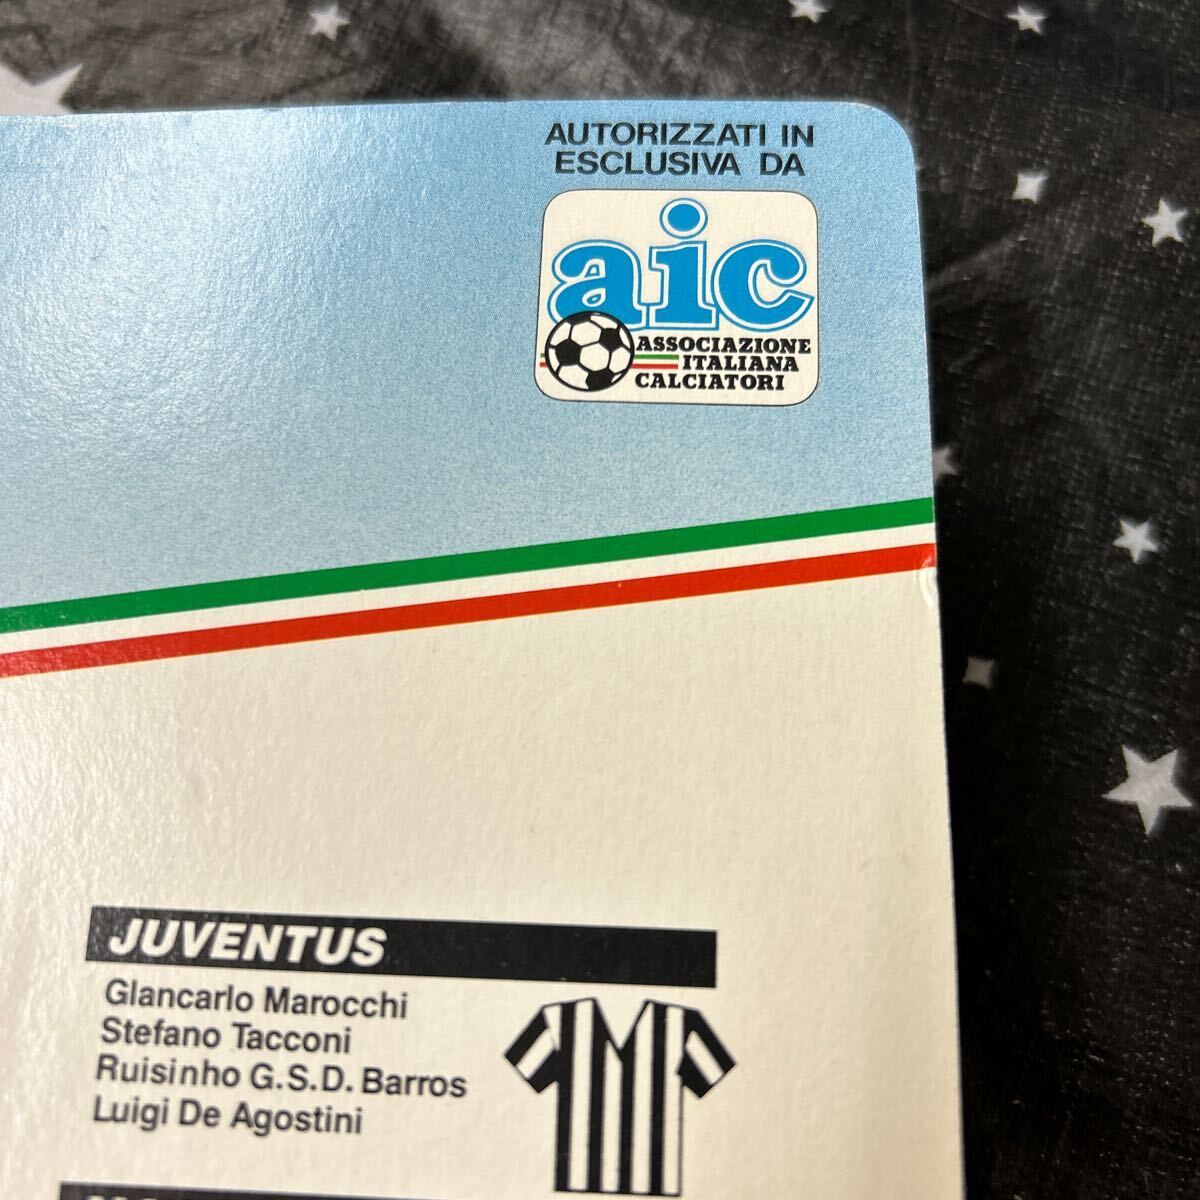 AUTORIZZATI IN
ESCLUSIVA DA
aic
ASSOCIAZIONE
ITALIANA
CALCIATORI
JUVENTUS
Giancarlo Marocchi
Stefano Tacconi
Ruisinho G.S.D. Barros
Luigi De Agostini